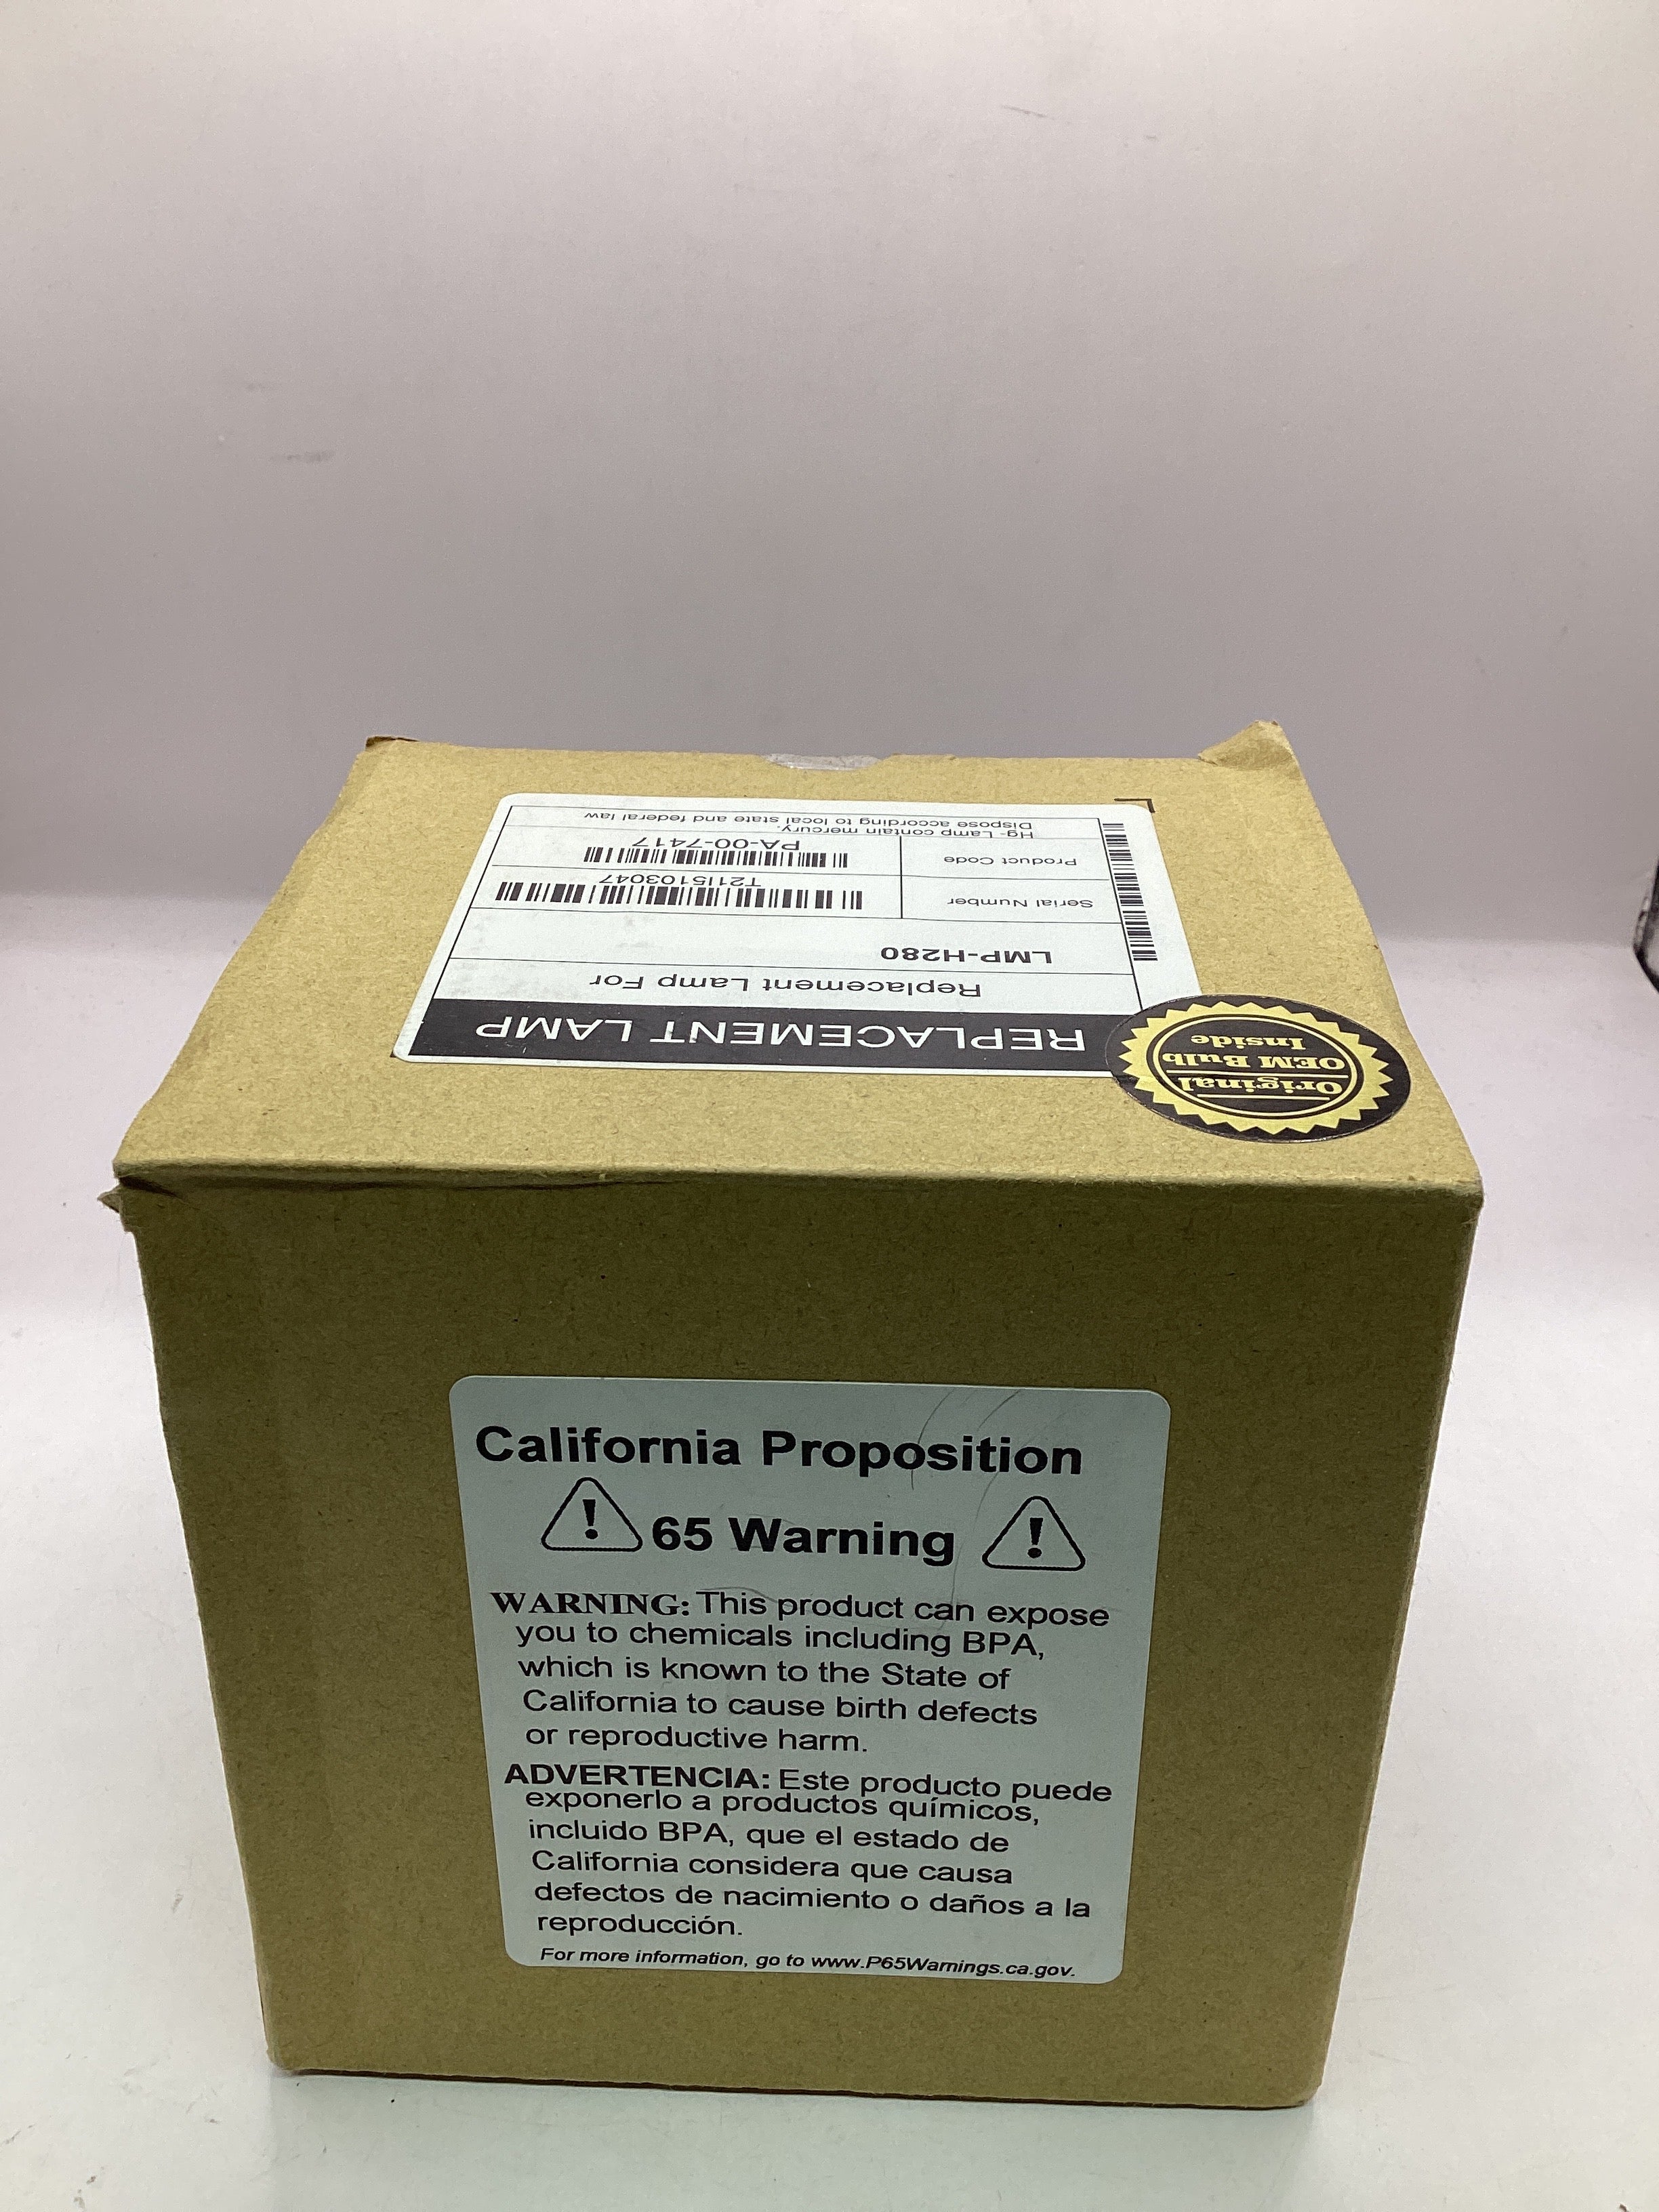 REPLACEMENT LAMP
Replacement Lamp For
LMP-H280
Serial Number
T21I5103047
Product Code
PA-00-7417
Hg- Lamp contain mercury.
Dispose according to local state and federal law
Original
OEM Bulb
Inside
California Proposition
65 Warning
WARNING: This product can expose
you to chemicals including BPA,
which is known to the State of
California to cause birth defects
or reproductive harm.
ADVERTENCIA: Este producto puede
exponerlo a productos químicos,
incluido BPA, que el estado de
California considera que causa
defectos de nacimiento o daños a la
reproducción.
For more information, go to www.P65Warnings.ca.gov.